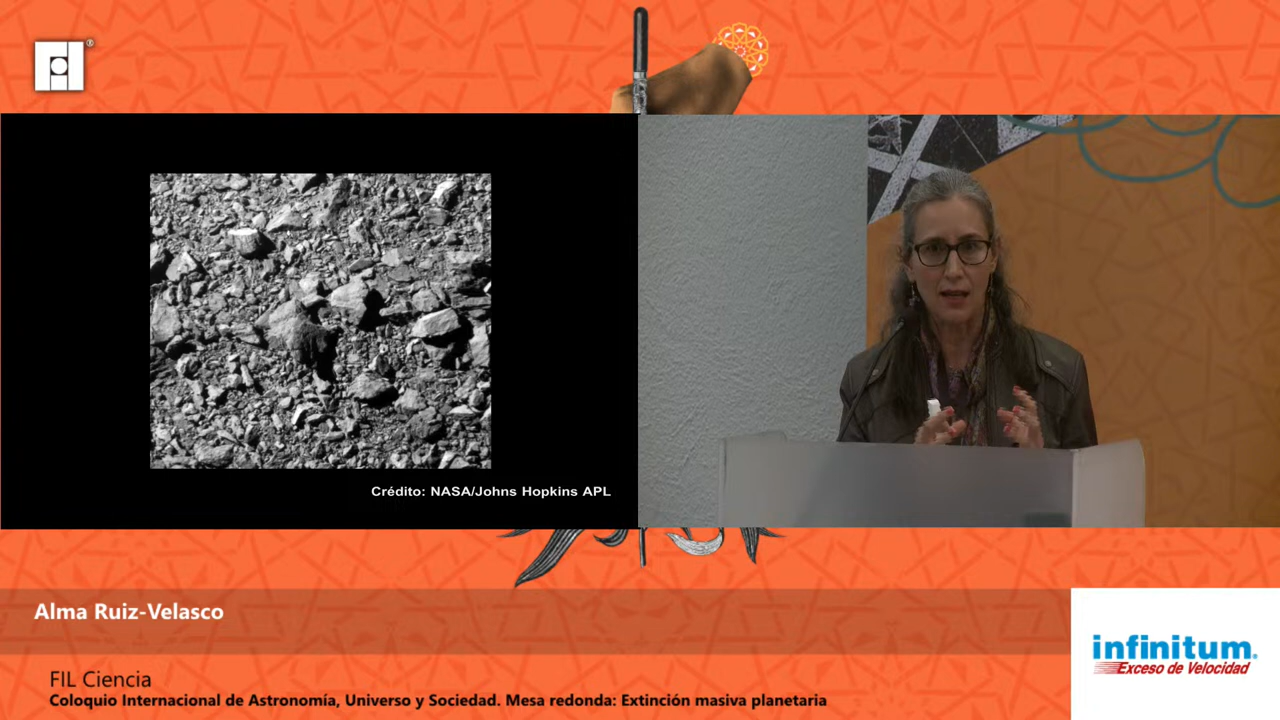 ®
Crédito: NASA/Johns Hopkins APL
Alma Ruiz-Velasco
FIL Ciencia
Coloquio Internacional de Astronomía, Universo y Sociedad. Mesa redonda: Extinción masiva planetaria
infinitum.
Exceso de Velocidad